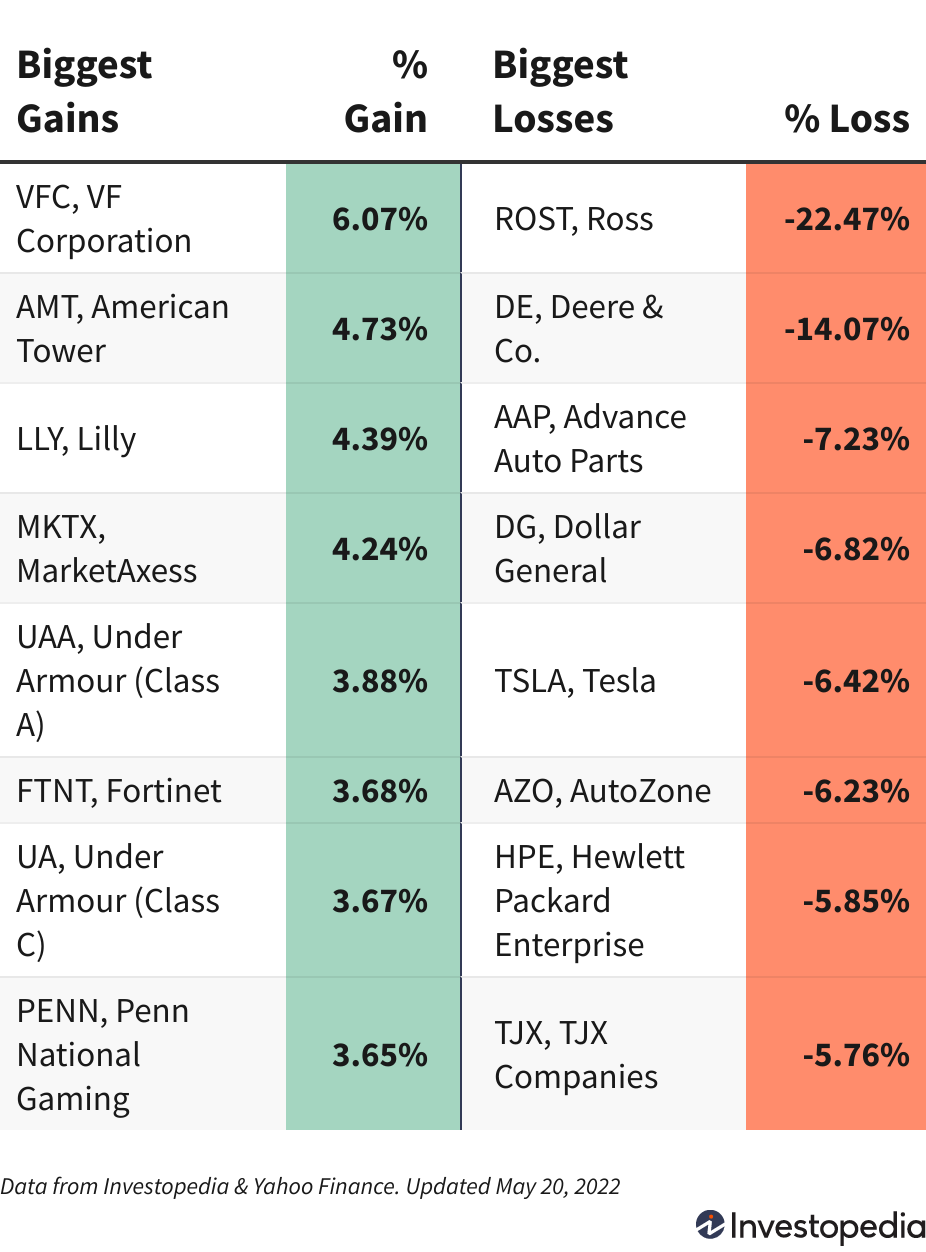 Biggest
Gains
%
Gain
Biggest
Losses
% Loss
VFC, VF
Corporation
6.07%
ROST, Ross
-22.47%
AMT, American
Tower
4.73%
DE, Deere &
Co.
-14.07%
LLY, Lilly
4.39%
AAP, Advance
Auto Parts
-7.23%
MKTX,
MarketAxess
4.24%
DG, Dollar
General
-6.82%
UAA, Under
Armour (Class
A)
3.88%
TSLA, Tesla
-6.42%
FTNT, Fortinet
3.68%
AZO, AutoZone
-6.23%
UA, Under
Armour (Class
C)
3.67%
HPE, Hewlett
Packard
Enterprise
-5.85%
PENN, Penn
National
Gaming
3.65%
TJX, TJX
Companies
-5.76%
Data from Investopedia & Yahoo Finance. Updated May 20, 2022
Investopedia